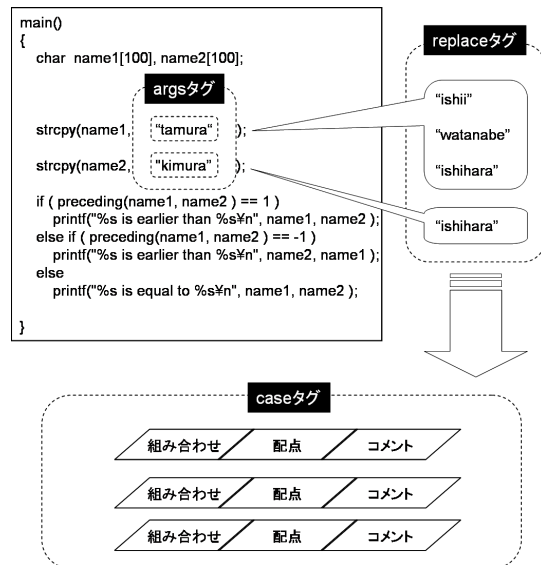 main()
{
char name1[100], name2[100];
argsタグ
strcpy(name1, “tamura“ );
strcpy(name2, "kimura“ );
if ( preceding(name1, name2 ) == 1 )
printf("%s is earlier than %s¥n", name1, name2 );
else if ( preceding(name1, name2 ) == -1 )
printf("%s is earlier than %s¥n", name2, name1 );
else
printf("%s is equal to %s¥n", name1, name2 );
}
replaceタグ
“ishii”
“watanabe”
“ishihara”
“ishihara”
caseタグ
組み合わせ 配点 コメント
組み合わせ 配点 コメント
組み合わせ 配点 コメント